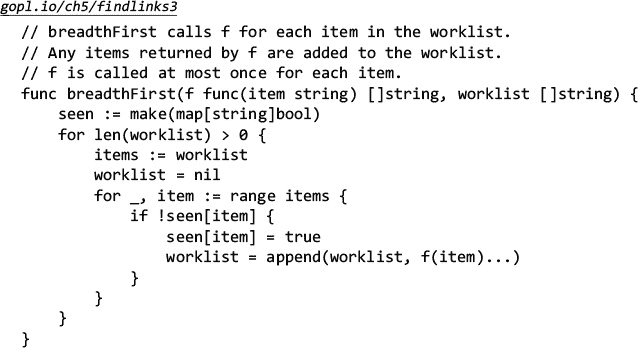 gopl.io/ch5/findlinks3
// breadthFirst calls f for each item in the worklist.
// Any items returned by f are added to the worklist.
// f is called at most once for each item.
func breadthFirst(f func(item string) []string, worklist []string) {
    seen := make(map[string]bool)
    for len(worklist) > 0 {
        items := worklist
        worklist = nil
        for _, item := range items {
            if !seen[item] {
                seen[item] = true
                worklist = append(worklist, f(item)...)
            }
        }
    }
}